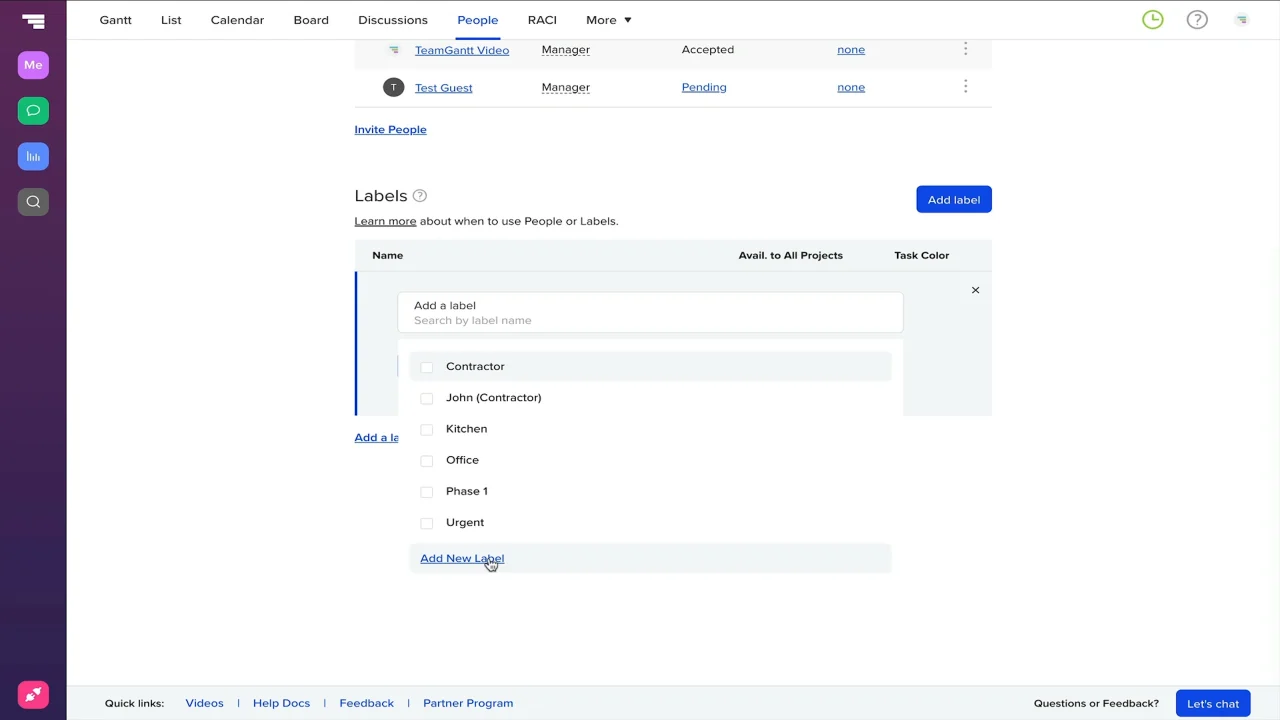 Gantt List Calendar Board Discussions People RACI More
Me
TeamGantt Video Manager Accepted none
T Test Guest Manager Pending none
Invite People
Labels
Add label
Learn more about when to use People or Labels.
Name Avail. to All Projects Task Color
Add a label
Search by label name
Contractor
John (Contractor)
Kitchen
Add a la
Office
Phase 1
Urgent
Add New Label
Quick links: Videos | Help Docs | Feedback | Partner Program Questions or Feedback? Let's chat